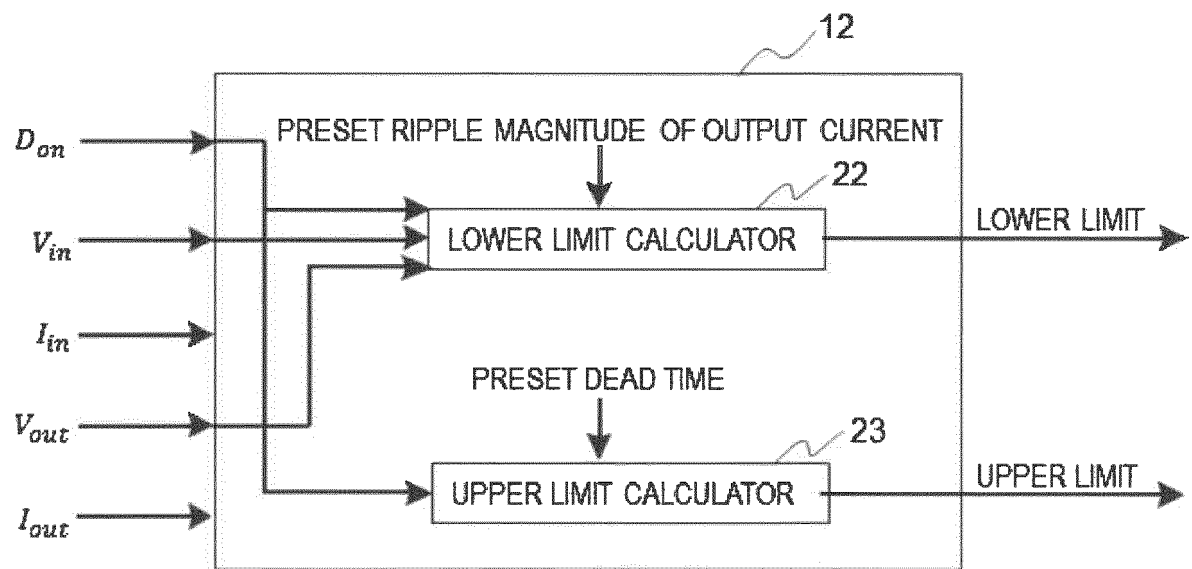 12
PRESET RIPPLE MAGNITUDE OF OUTPUT CURRENT
D_on
22
LOWER LIMIT
V_in
LOWER LIMIT CALCULATOR
I_in
PRESET DEAD TIME
V_out
23
UPPER LIMIT
UPPER LIMIT CALCULATOR
I_out